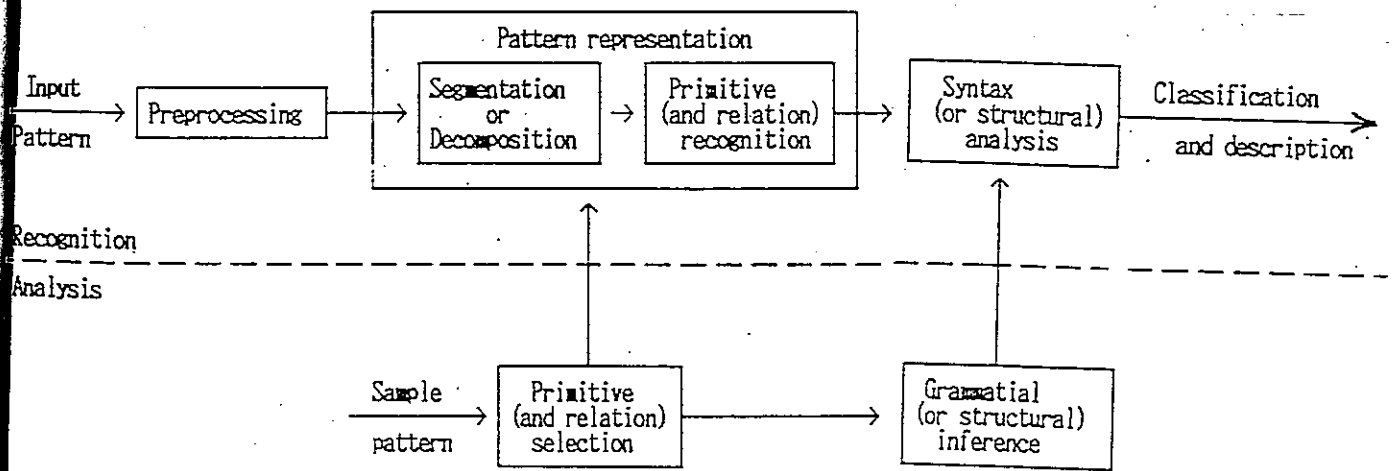 Pattern representation
Input
Pattern
Preprocessing
Segmentation
or
Decomposition
Primitive
(and relation)
recognition
Syntax
(or structural)
analysis
Classification
and description
Recognition
Analysis
Sample
pattern
Primitive
(and relation)
selection
Grammatial
(or structural)
inference